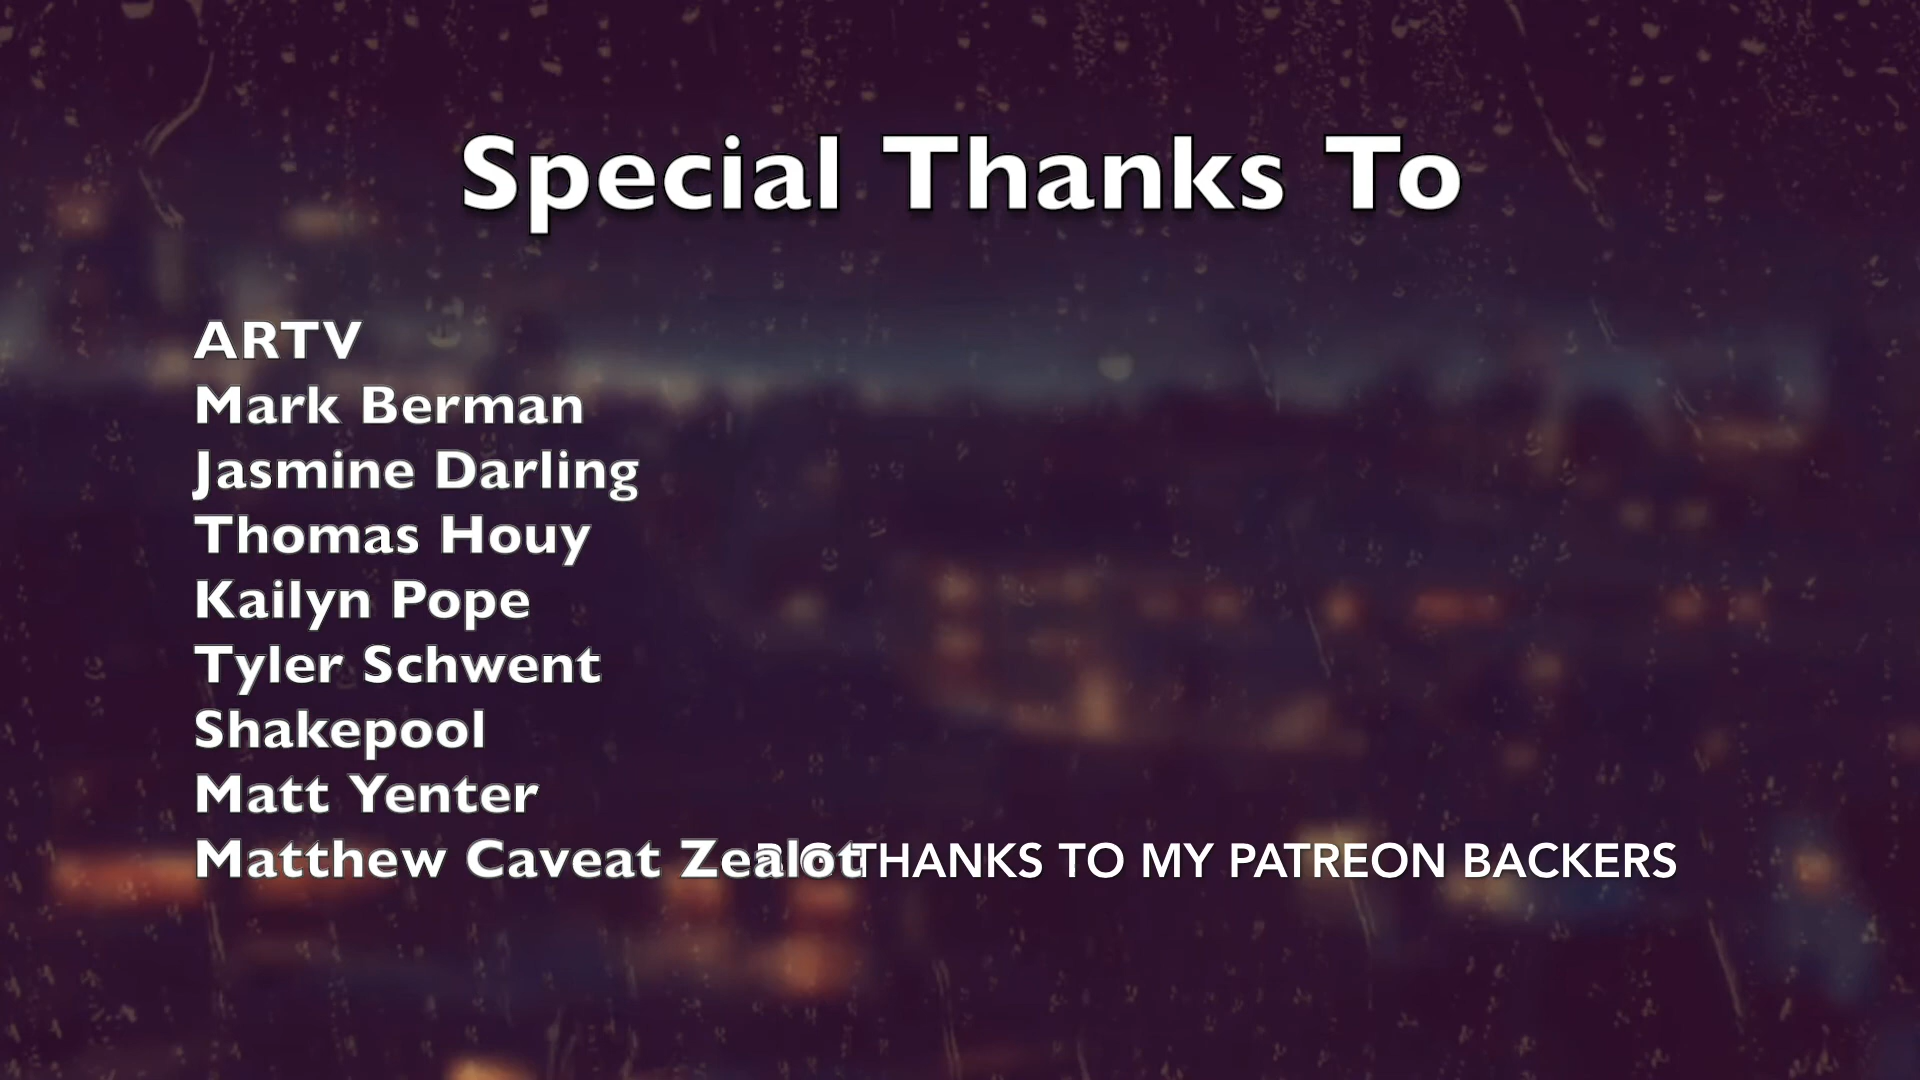 Special Thanks To
ARTV
Mark Berman
Jasmine Darling
Thomas Houy
Kailyn Pope
Tyler Schwent
Shakepool
Matt Yenter
Matthew Caveat Zealot
BIG THANKS TO MY PATREON BACKERS